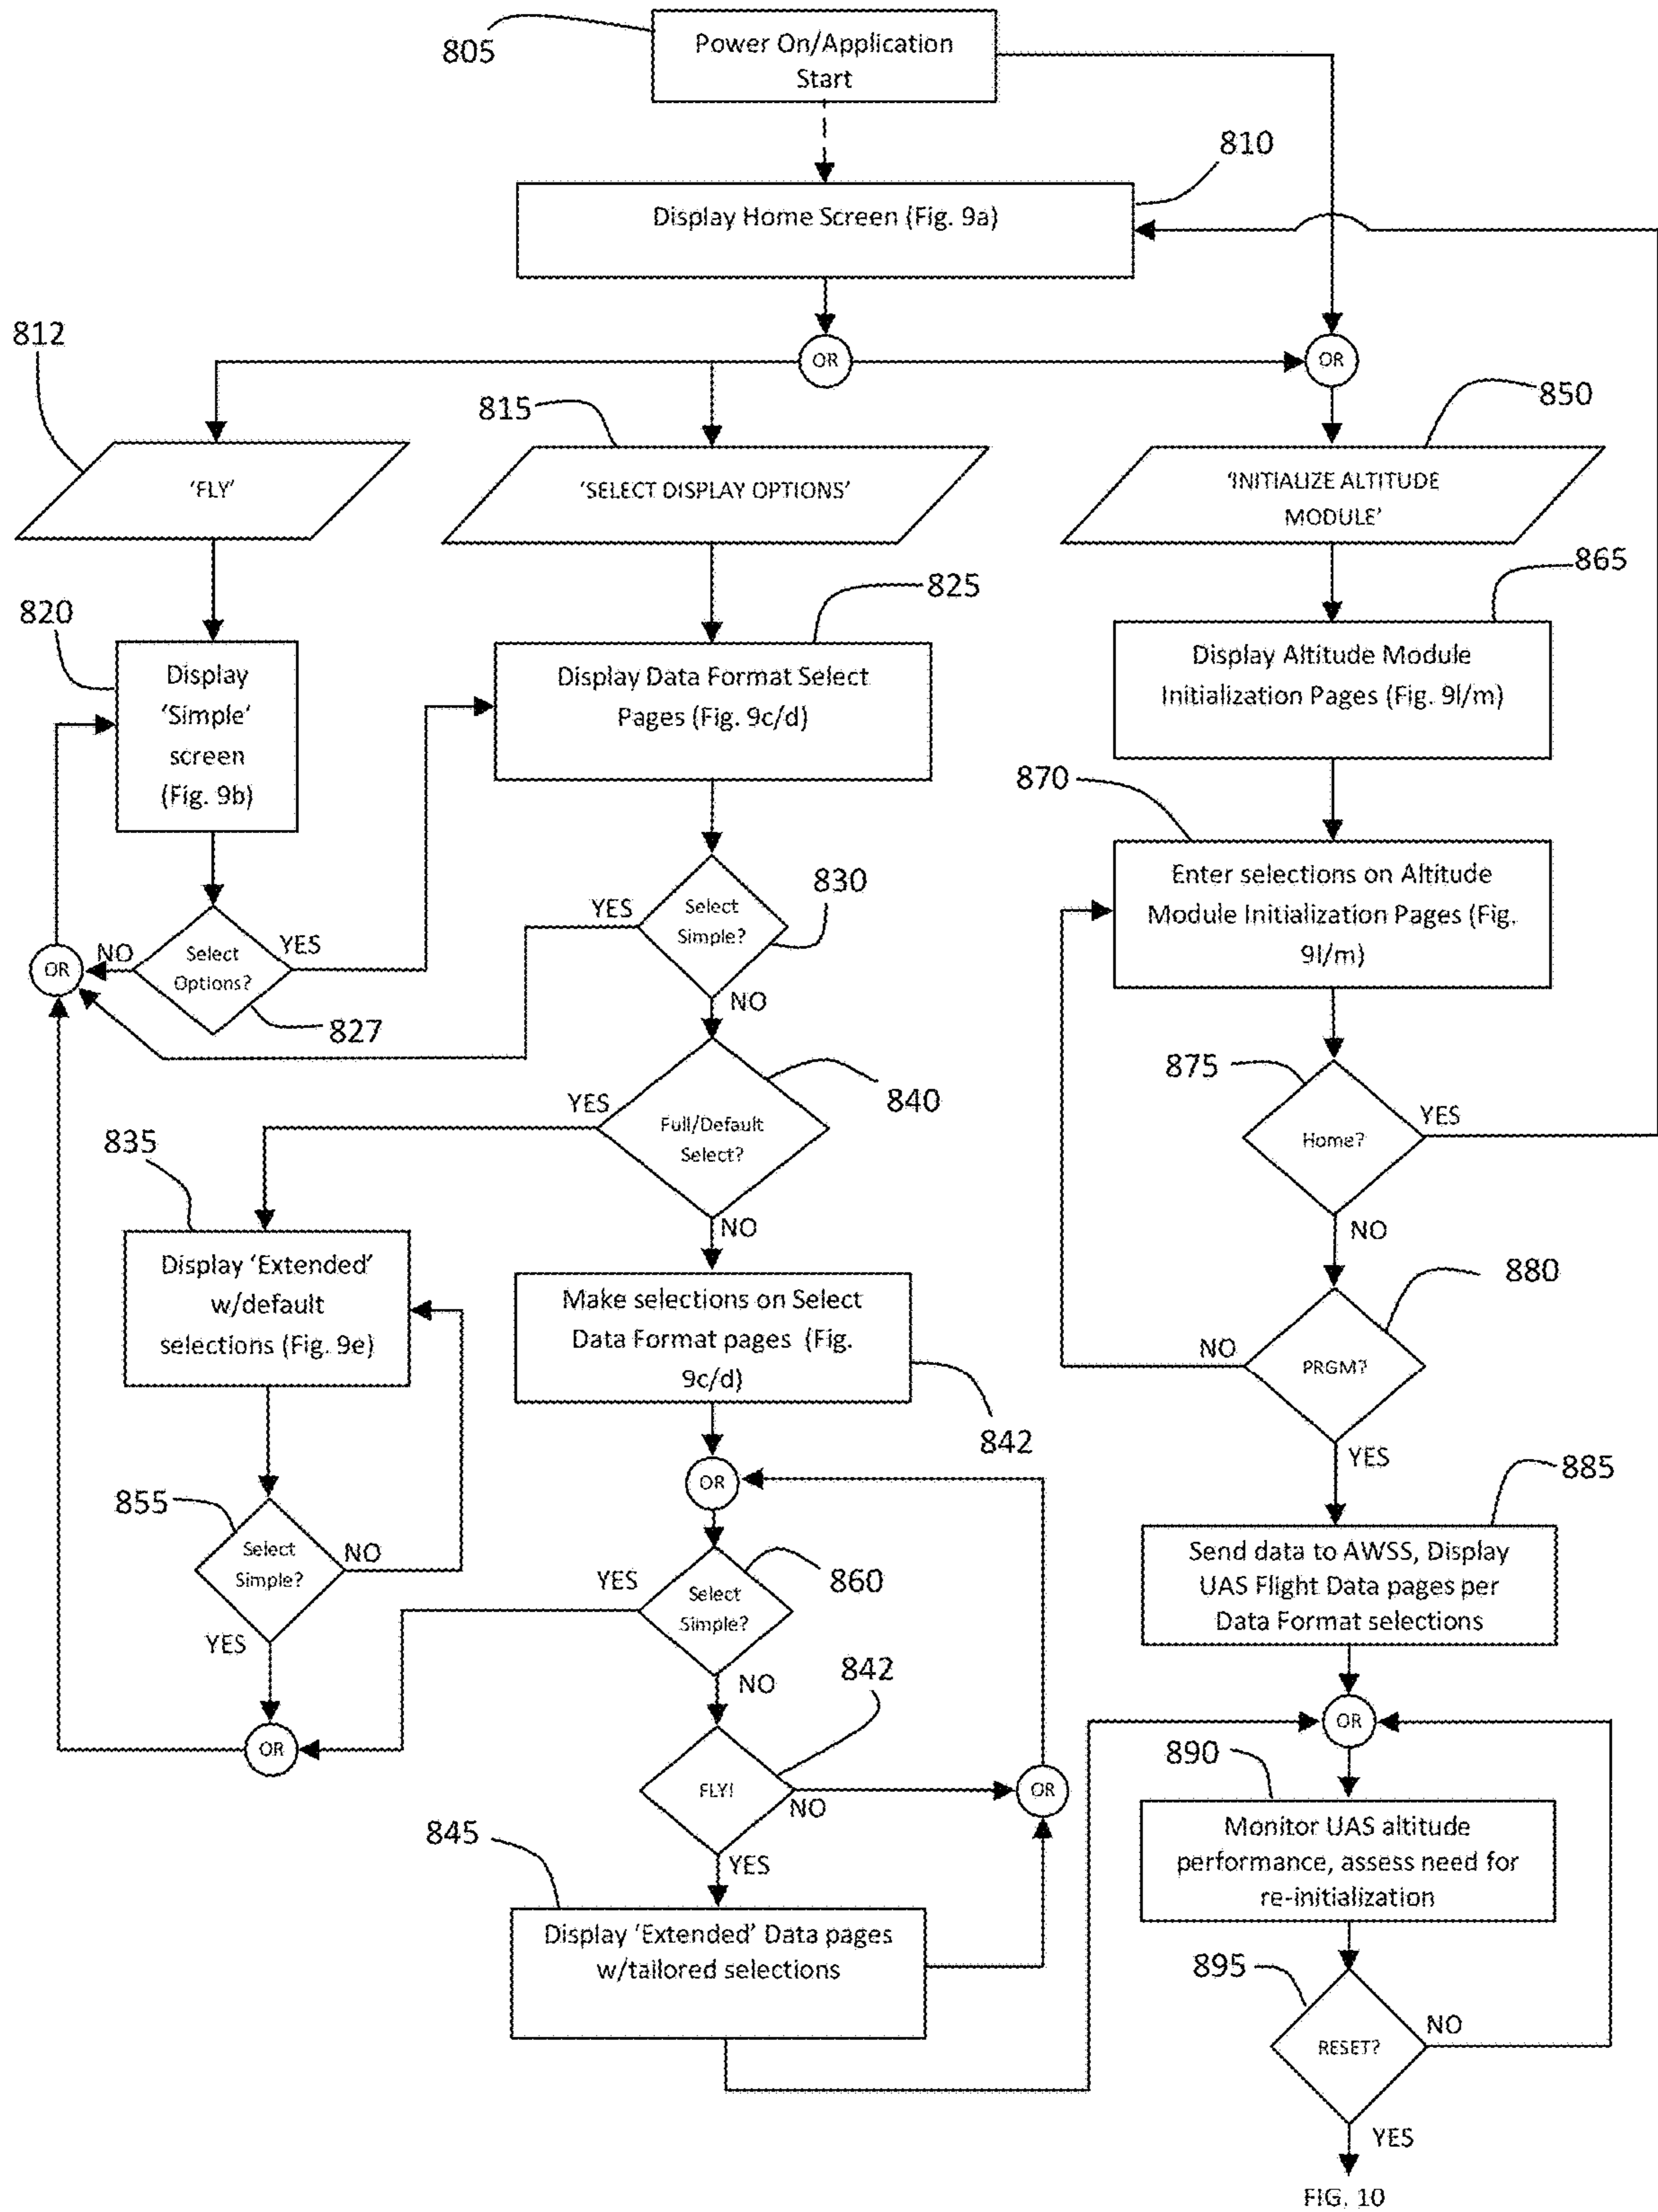 805
Power On/Application
Start
810
Display Home Screen (Fig. 9a)
812
OR
OR
815
850
'FLY'
'SELECT DISPLAY OPTIONS'
'INITIALIZE ALTITUDE
MODULE'
820
825
865
Display
'Simple'
screen
(Fig. 9b)
Display Data Format Select
Pages (Fig. 9c/d)
Display Altitude Module
Initialization Pages (Fig. 9l/m)
870
Enter selections on Altitude
Module Initialization Pages (Fig.
9l/m)
830
YES
Select
Simple?
NO
OR
NO
Select
Options?
YES
827
840
YES
Full/Default
Select?
NO
875
Home?
YES
NO
835
Display 'Extended'
w/default
selections (Fig. 9e)
Make selections on Select
Data Format pages (Fig.
9c/d)
842
880
NO
PRGM?
YES
855
Select
Simple?
NO
YES
OR
OR
860
YES
Select
Simple?
NO
885
Send data to AWSS, Display
UAS Flight Data pages per
Data Format selections
842
FLY!
NO
YES
OR
OR
890
Monitor UAS altitude
performance, assess need for
re-initialization
845
Display 'Extended' Data pages
w/tailored selections
895
RESET?
NO
YES
FIG. 10